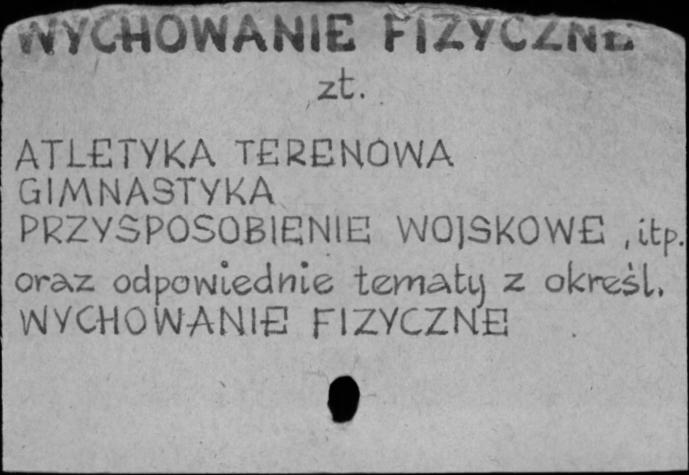 WYCHOWANIE FIZYCZNE
zt.
ATLETYKA TERENOWA
GIMNASTYKA
PRZYSPOSOBIENIE WOJSKOWE, itp.
oraz odpowiednie tematy z określ.
WYCHOWANIE FIZYCZNE